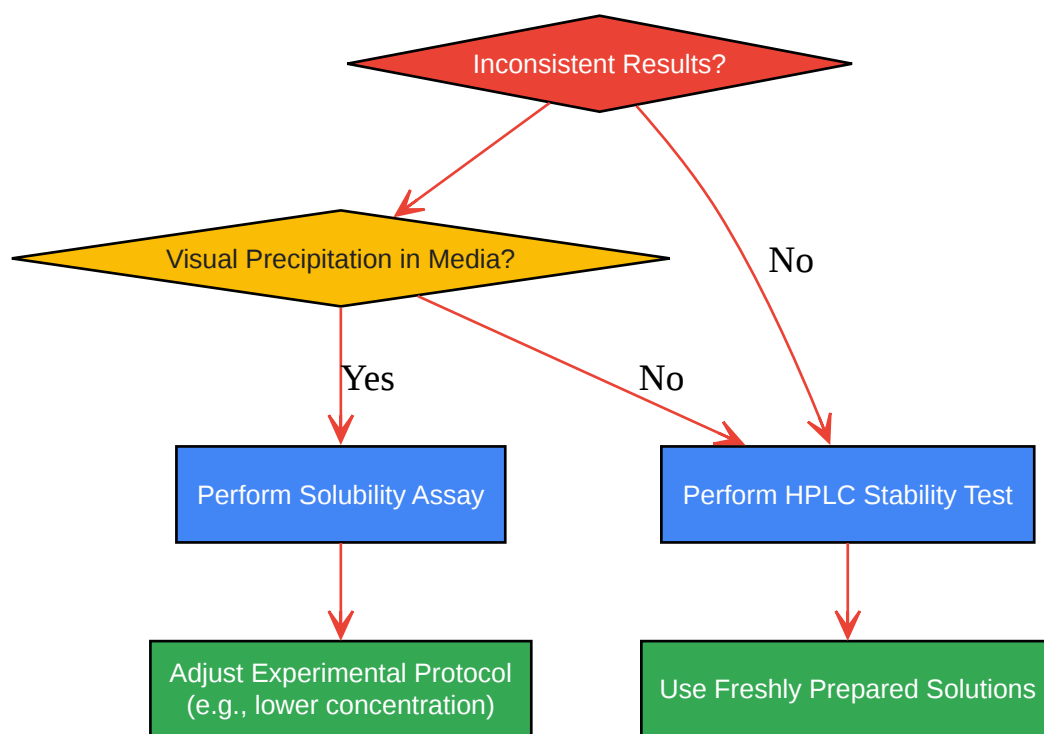 Inconsistent Results?
Visual Precipitation in Media?
No
Yes
No
Perform Solubility Assay
Perform HPLC Stability Test
Adjust Experimental Protocol
(e.g., lower concentration)
Use Freshly Prepared Solutions